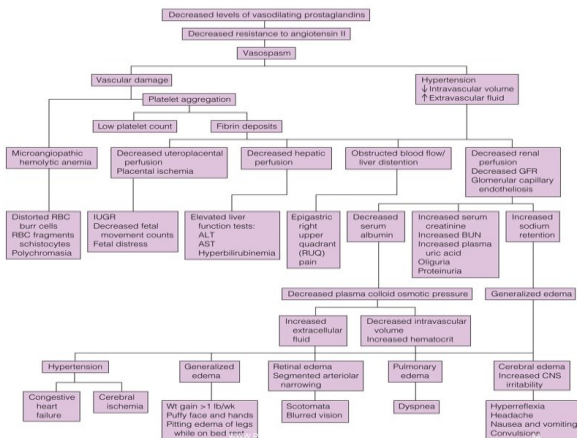 Decreased levels of vasodilating prostaglandins
Decreased resistance to angiotensin II
Vasospasm
Vascular damage
Hypertension
↓ Intravascular volume
↑ Extravascular fluid
Platelet aggregation
Low platelet count
Fibrin deposits
Microangiopathic
hemolytic anemia
Decreased uteroplacental
perfusion
Placental ischemia
Decreased hepatic
perfusion
Obstructed blood flow/
liver distention
Decreased renal
perfusion
Decreased GFR
Glomerular capillary
endotheliosis
Distorted RBC
burr cells
RBC fragments
schistocytes
Polychromasia
IUGR
Decreased fetal
movement counts
Fetal distress
Elevated liver
function tests:
ALT
AST
Hyperbilirubinemia
Epigastric
right
upper
quadrant
(RUQ)
pain
Decreased
serum
albumin
Increased serum
creatinine
Increased BUN
Increased plasma
uric acid
Oliguria
Proteinuria
Increased
sodium
retention
Decreased plasma colloid osmotic pressure
Generalized edema
Increased
extracellular
fluid
Decreased intravascular
volume
Increased hematocrit
Hypertension
Generalized
edema
Retinal edema
Segmented arteriolar
narrowing
Pulmonary
edema
Cerebral edema
Increased CNS
irritability
Congestive
heart
failure
Cerebral
ischemia
Wt gain >1 lb/wk
Puffy face and hands
Pitting edema of legs
while on bed rest
Scotomata
Blurred vision
Dyspnea
Hyperreflexia
Headache
Nausea and vomiting
Convulsions